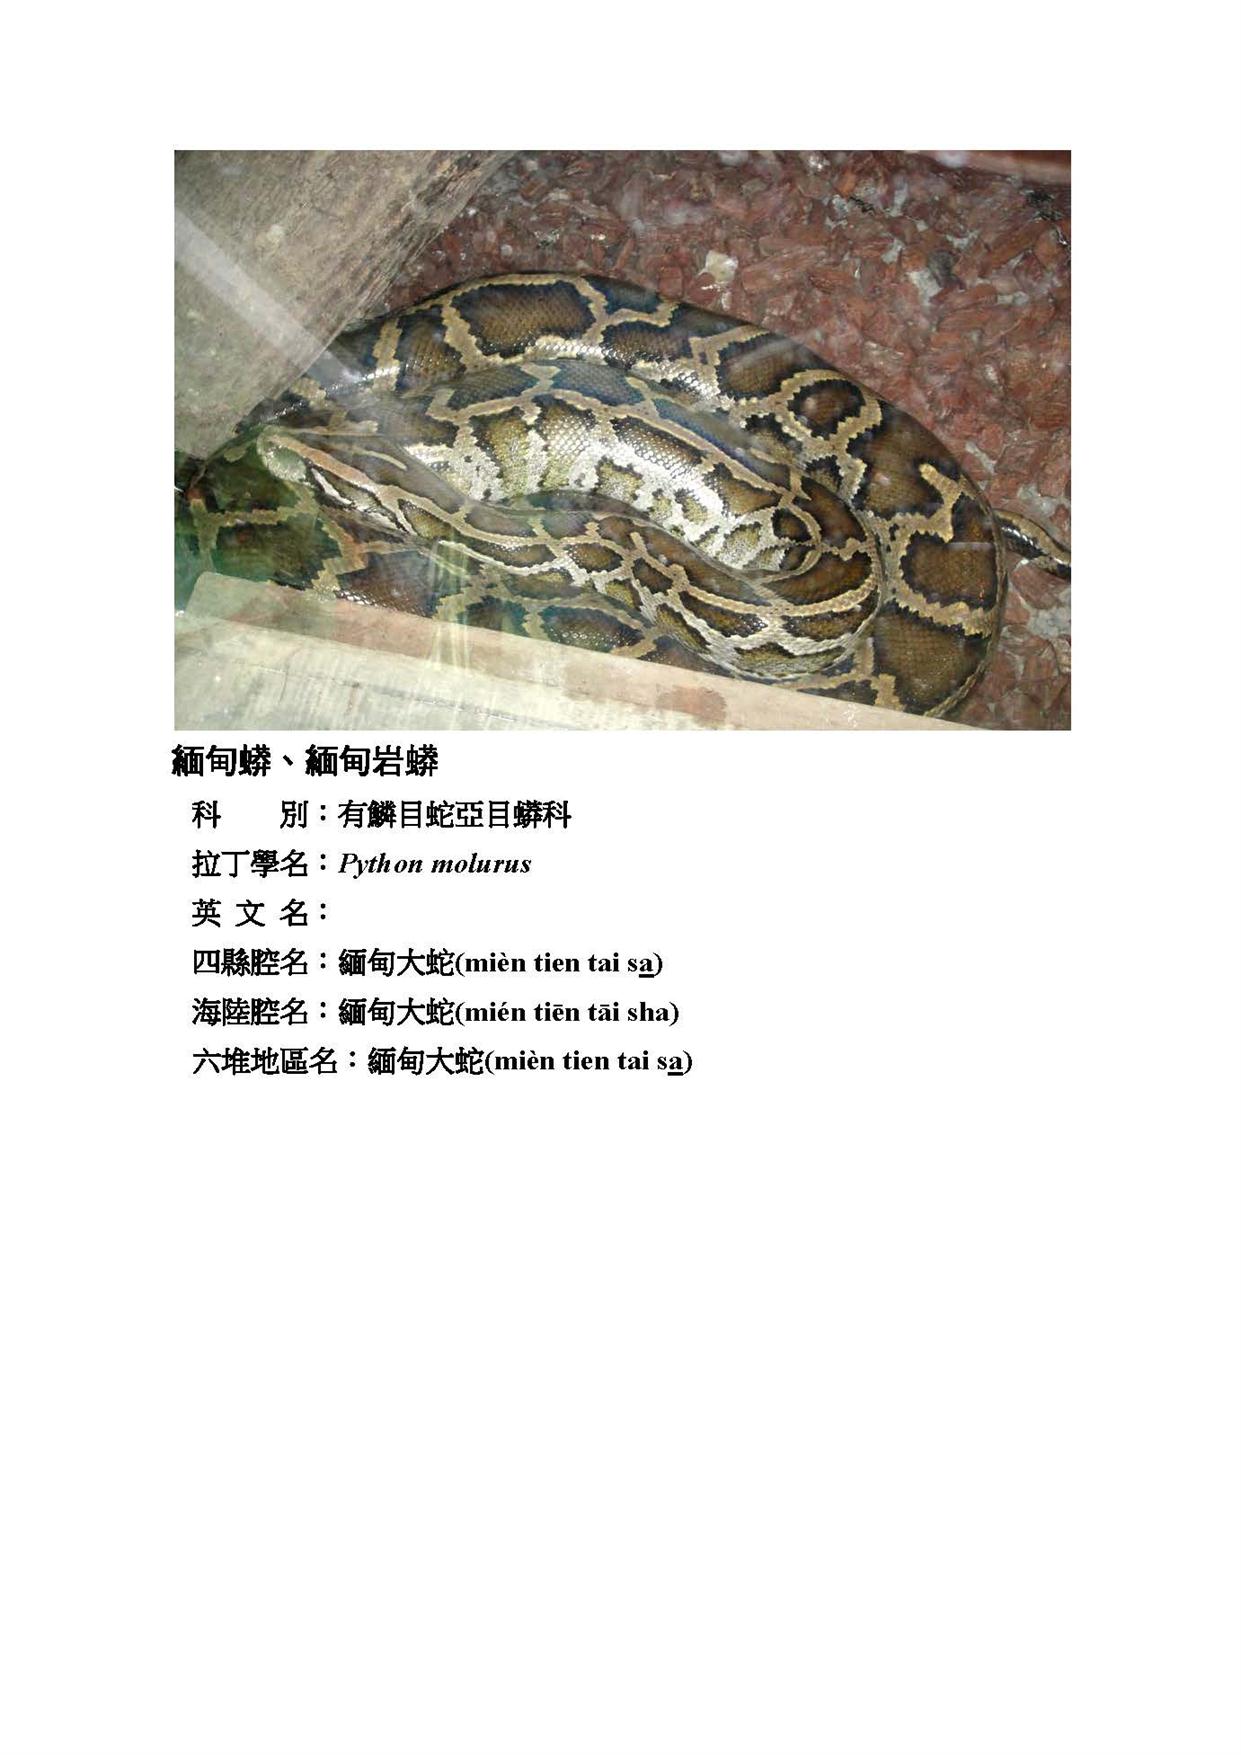 緬甸蟒、緬甸岩蟒
科　　別：有鱗目蛇亞目蟒科
拉丁學名：Python molurus
英 文 名：
四縣腔名：緬甸大蛇(mièn tien tai sa̲)
海陸腔名：緬甸大蛇(mién tiēn tāi sha)
六堆地區名：緬甸大蛇(mièn tien tai sa̲)